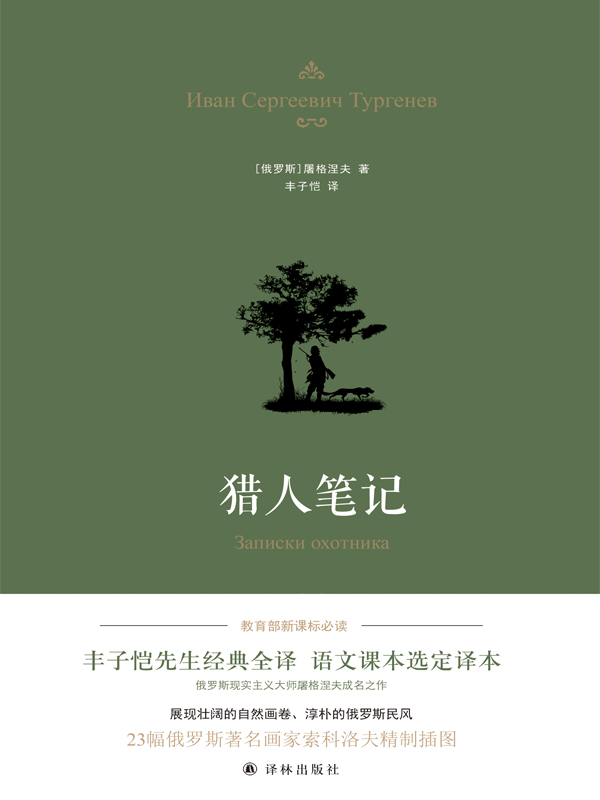 Иван Сергеевич Тургенев
[俄罗斯]屠格涅夫 著
丰子恺 译
猎人笔记
Записки охотника
教育部新课标必读
丰子恺先生经典全译 语文课本选定译本
俄罗斯现实主义大师屠格涅夫成名之作
展现壮阔的自然画卷、淳朴的俄罗斯民风
23幅俄罗斯著名画家索科洛夫精制插图
译林出版社